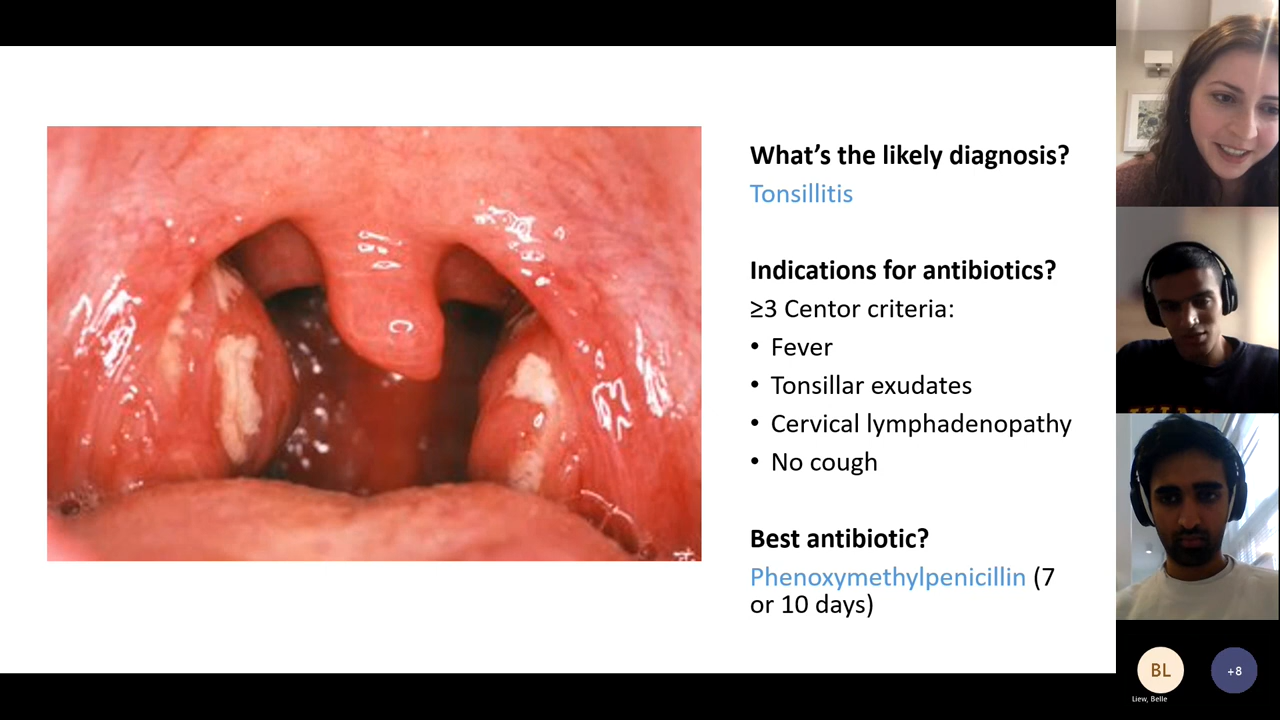 What's the likely diagnosis?
Tonsillitis
Indications for antibiotics?
≥3 Centor criteria:
• Fever
• Tonsillar exudates
• Cervical lymphadenopathy
• No cough
Best antibiotic?
Phenoxymethylpenicillin (7
or 10 days)
BL
+8
Liew, Belle